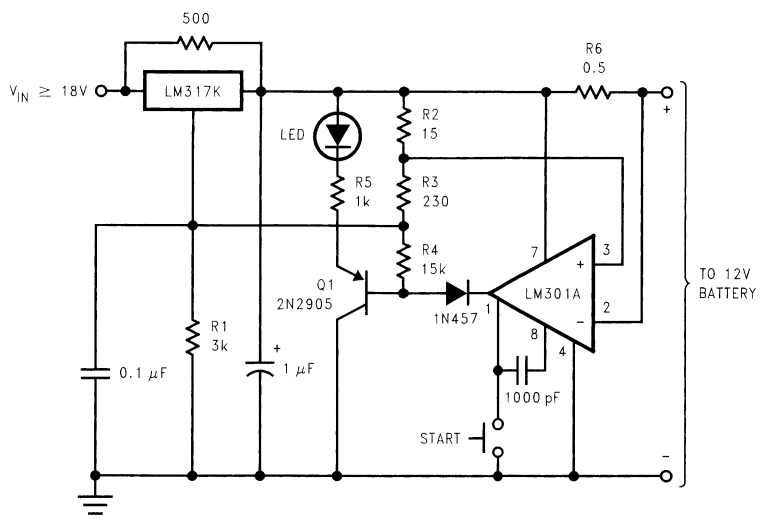 500
V_IN ≥ 18V
LM317K
R6
0.5
+
R2
15
LED
R5
1k
R3
230
R4
15k
7
3
+
LM301A
2
−
1
8
4
Q1
2N2905
1N457
TO 12V
BATTERY
R1
3k
0.1 μF
+
1 μF
1000 pF
START
−